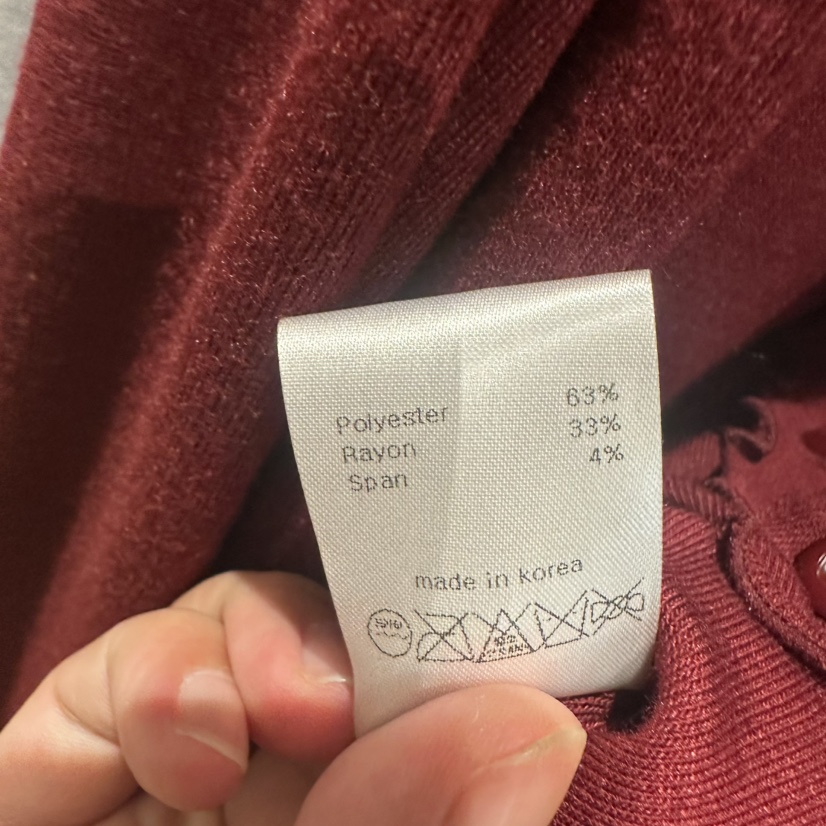 Polyester 63%
Rayon 33%
Span 4%
made in korea